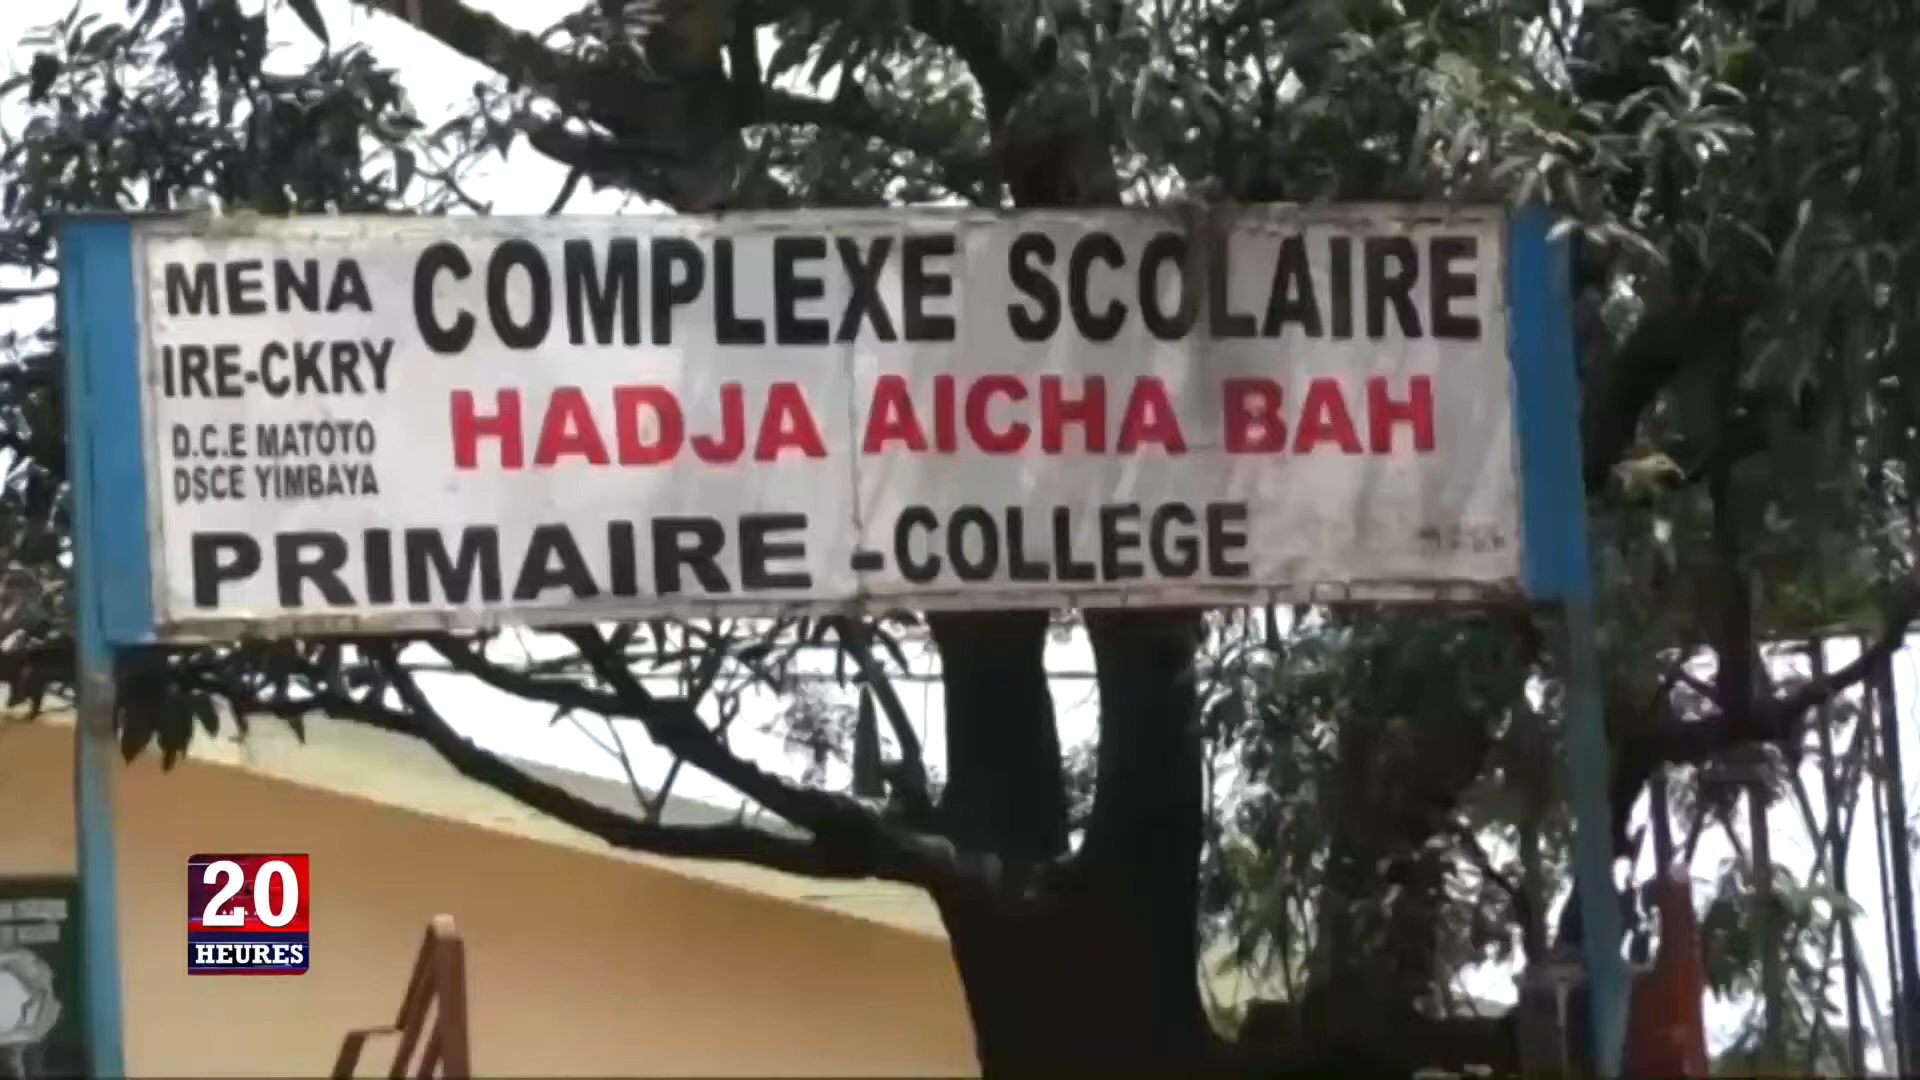 MENA
IRE-CKRY
D.C.E MATOTO
DSCE YIMBAYA
COMPLEXE SCOLAIRE
HADJA AICHA BAH
PRIMAIRE -COLLEGE
20
HEURES